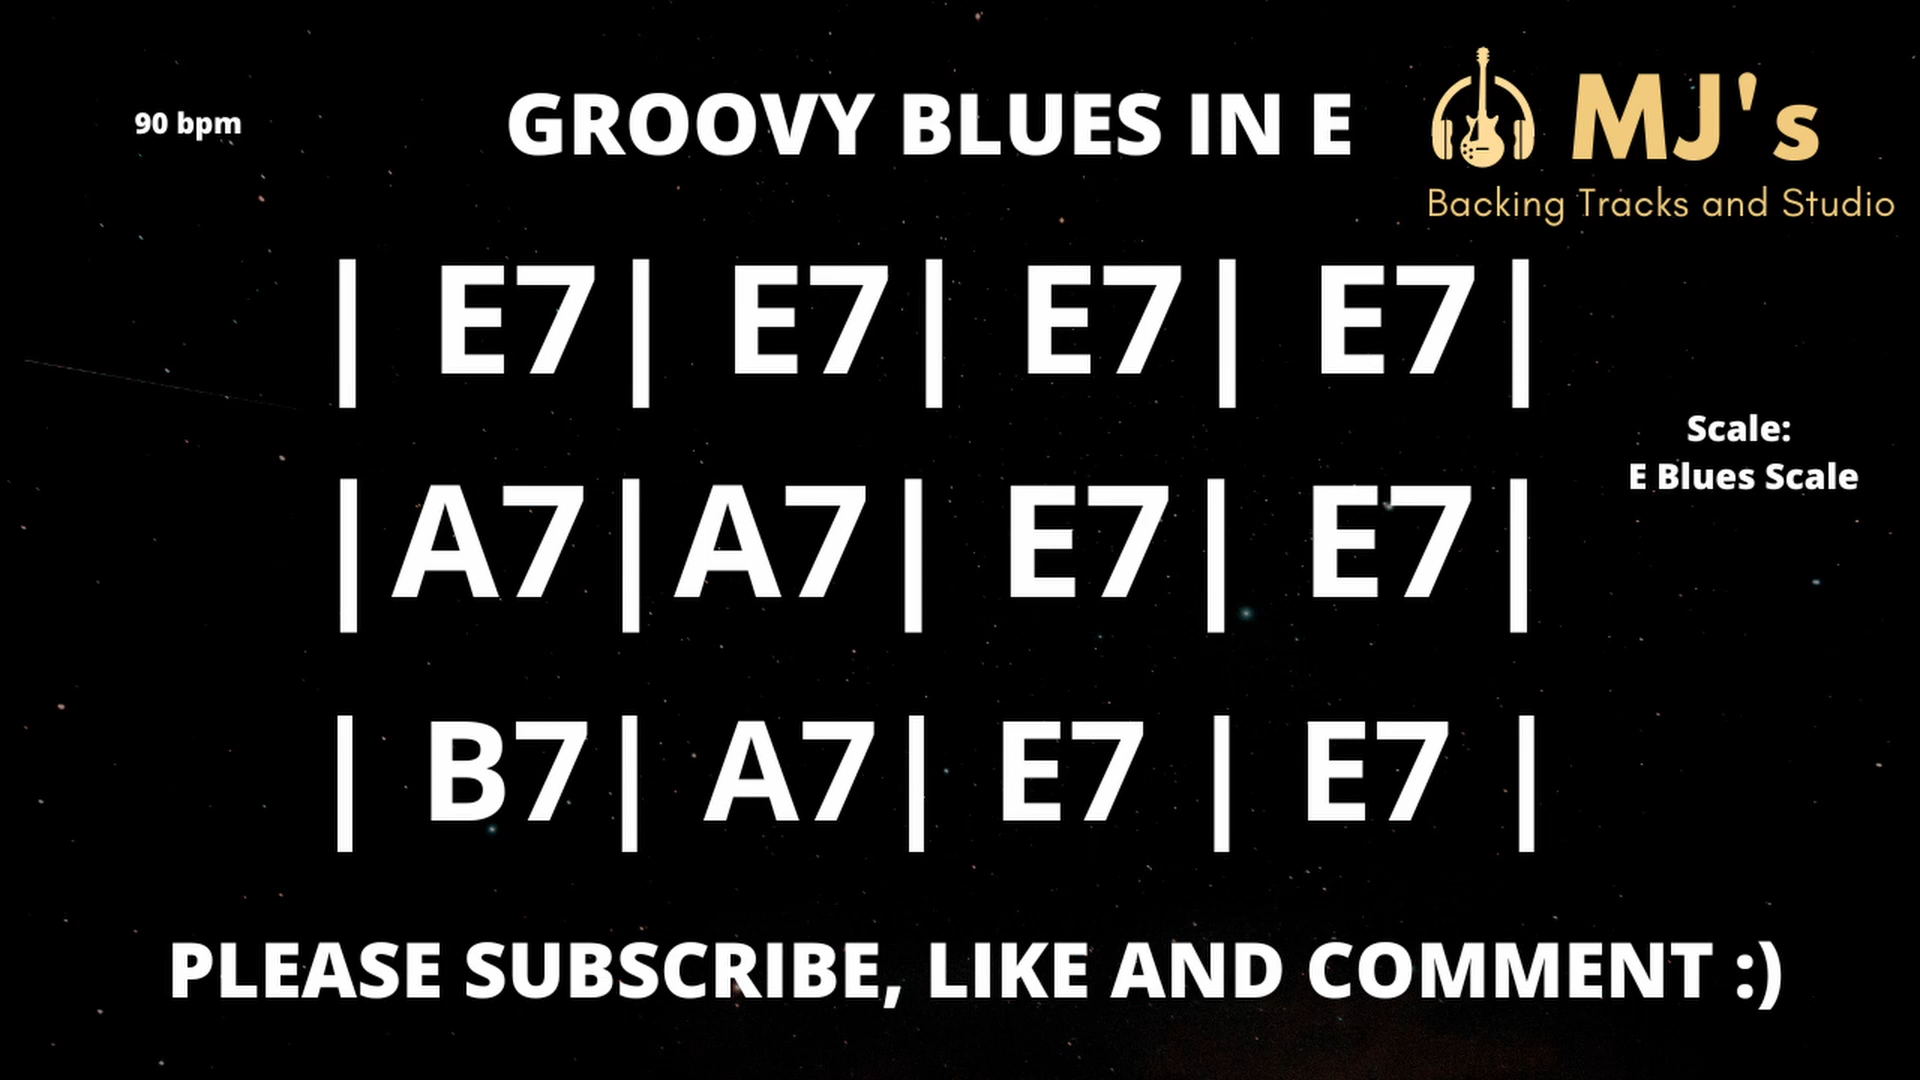 90 bpm
GROOVY BLUES IN E
MJ's
Backing Tracks and Studio
| E7| E7| E7| E7|
Scale:
E Blues Scale
|A7|A7| E7| E7|
| B7| A7| E7 | E7 |
PLEASE SUBSCRIBE, LIKE AND COMMENT :)